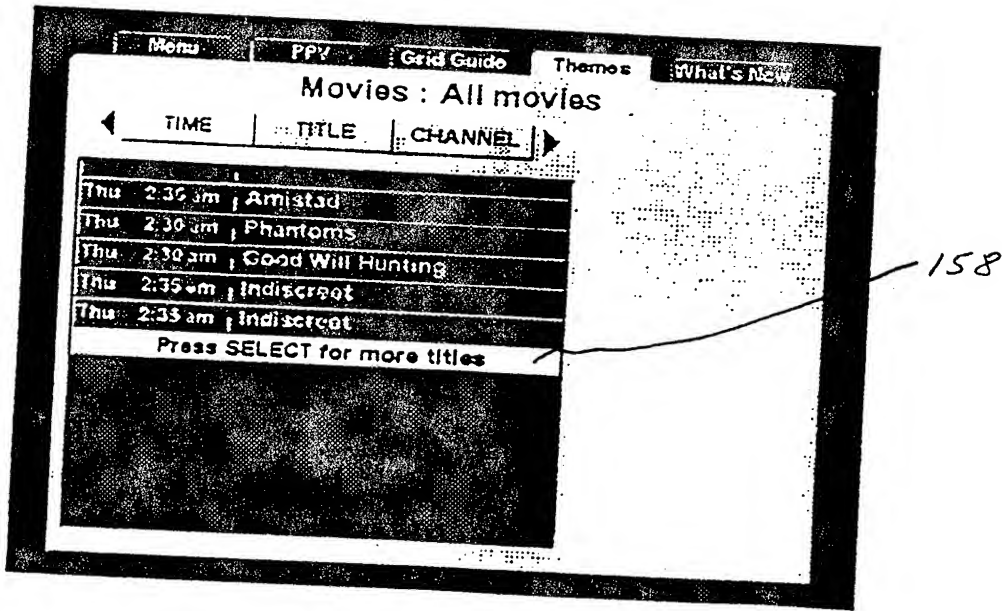 Menu PPV Grid Guide Themes What's New
Movies : All movies
TIME TITLE CHANNEL
Thu 2:30 am Amistad
Thu 2:30 am Phantoms
Thu 2:30 am Good Will Hunting
Thu 2:35 am Indiscreet
Thu 2:35 am Indiscreet
Press SELECT for more titles
158